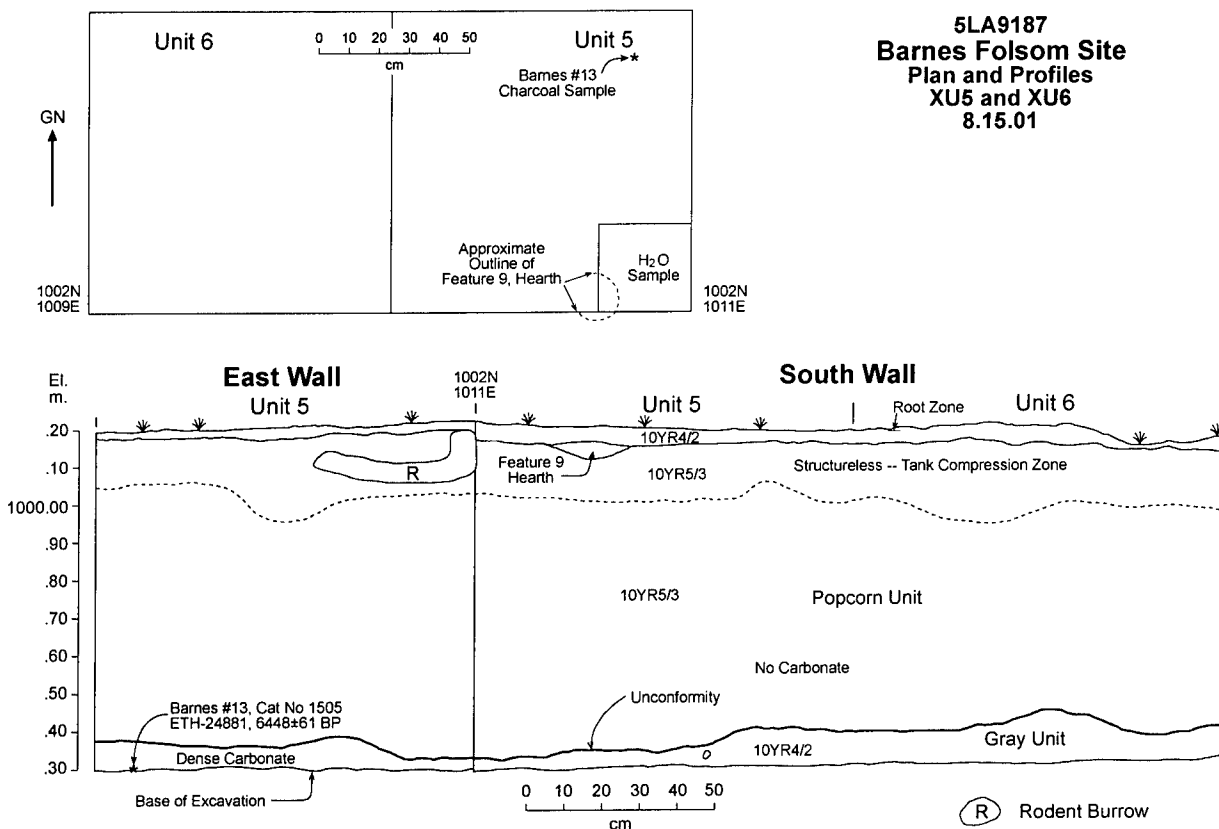 5LA9187
Barnes Folsom Site
Plan and Profiles
XU5 and XU6
8.15.01
Unit 6
0 10 20 30 40 50
cm
Unit 5
Barnes #13
Charcoal Sample
*
GN
Approximate
Outline of
Feature 9, Hearth
H2O
Sample
1002N
1009E
1002N
1011E
El.
m.
East Wall
Unit 5
1002N
1011E
South Wall
Unit 5
Root Zone
Unit 6
.20
.10
1000.00
.90
.80
.70
.60
.50
.40
.30
10YR4/2
R
Feature 9
Hearth
10YR5/3
Structureless -- Tank Compression Zone
10YR5/3
Popcorn Unit
No Carbonate
Barnes #13, Cat No 1505
ETH-24881, 6448±61 BP
Unconformity
Dense Carbonate
10YR4/2
Gray Unit
Base of Excavation
0 10 20 30 40 50
cm
R Rodent Burrow